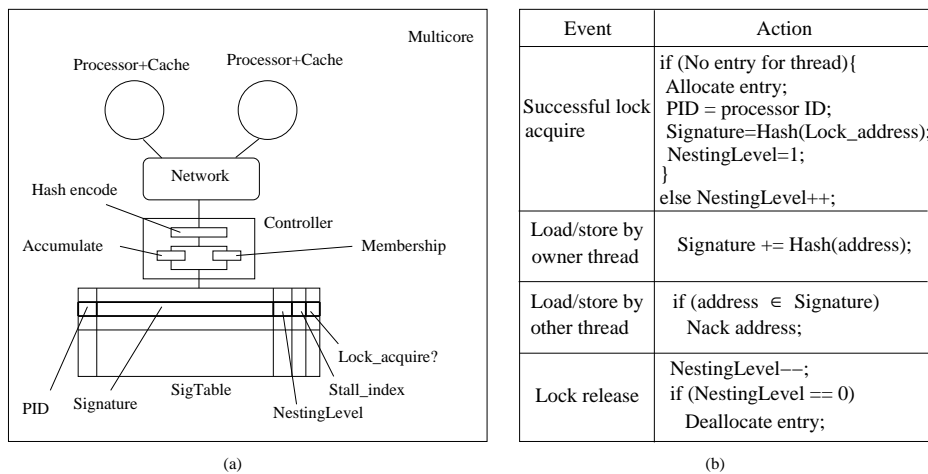 Multicore
Processor+Cache
Processor+Cache
Network
Hash encode
Controller
Accumulate
Membership
Lock_acquire?
Stall_index
SigTable
NestingLevel
PID
Signature
(a)
Event
Action
Successful lock
acquire
if (No entry for thread){
Allocate entry;
PID = processor ID;
Signature=Hash(Lock_address);
NestingLevel=1;
}
else NestingLevel++;
Load/store by
owner thread
Signature += Hash(address);
Load/store by
other thread
if (address ∈ Signature)
Nack address;
Lock release
NestingLevel−−;
if (NestingLevel == 0)
Deallocate entry;
(b)